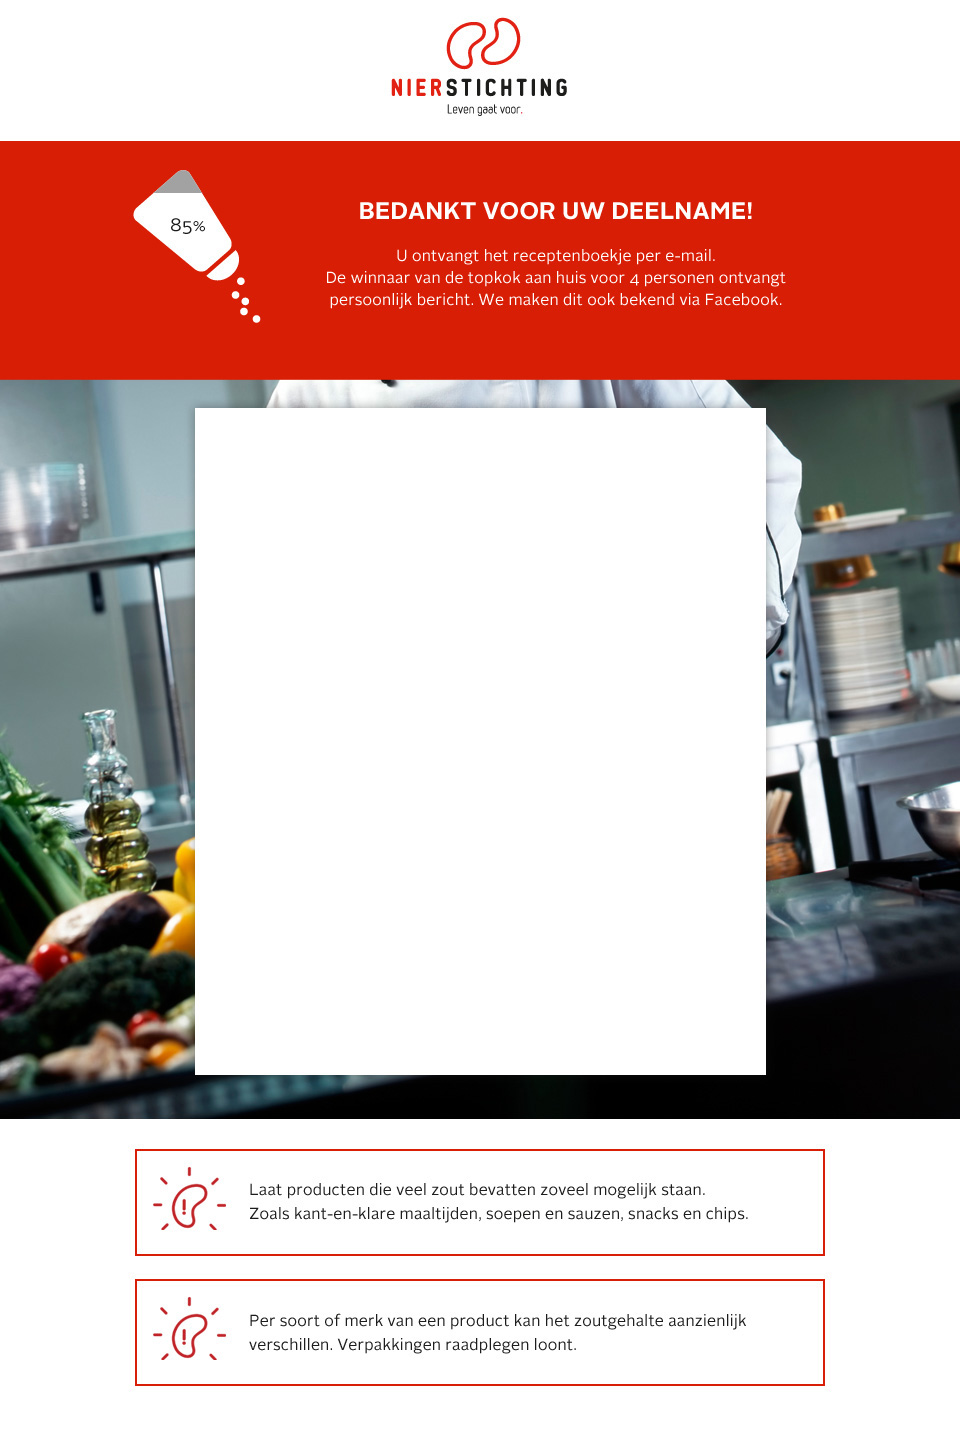 NIERSTICHTING
Leven gaat voor.
85%
BEDANKT VOOR UW DEELNAME!
U ontvangt het receptenboekje per e-mail.
De winnaar van de topkok aan huis voor 4 personen ontvangt
persoonlijk bericht. We maken dit ook bekend via Facebook.
Laat producten die veel zout bevatten zoveel mogelijk staan.
Zoals kant-en-klare maaltijden, soepen en sauzen, snacks en chips.
Per soort of merk van een product kan het zoutgehalte aanzienlijk
verschillen. Verpakkingen raadplegen loont.